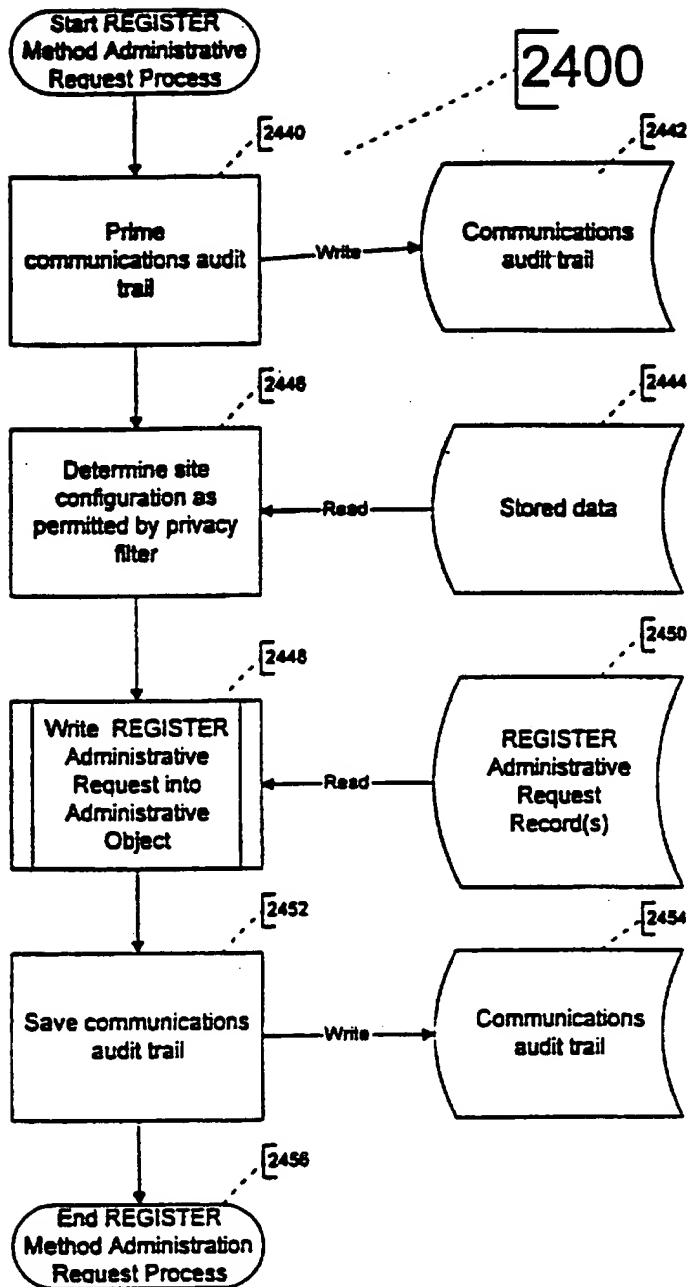 Start REGISTER
Method Administrative
Request Process
2400
2440
2442
Prime
communications audit
trail
Write
Communications
audit trail
2446
2444
Determine site
configuration as
permitted by privacy
filter
Read
Stored data
2448
2450
Write REGISTER
Administrative
Request into
Administrative
Object
Read
REGISTER
Administrative
Request
Record(s)
2452
2454
Save communications
audit trail
Write
Communications
audit trail
2456
End REGISTER
Method Administration
Request Process